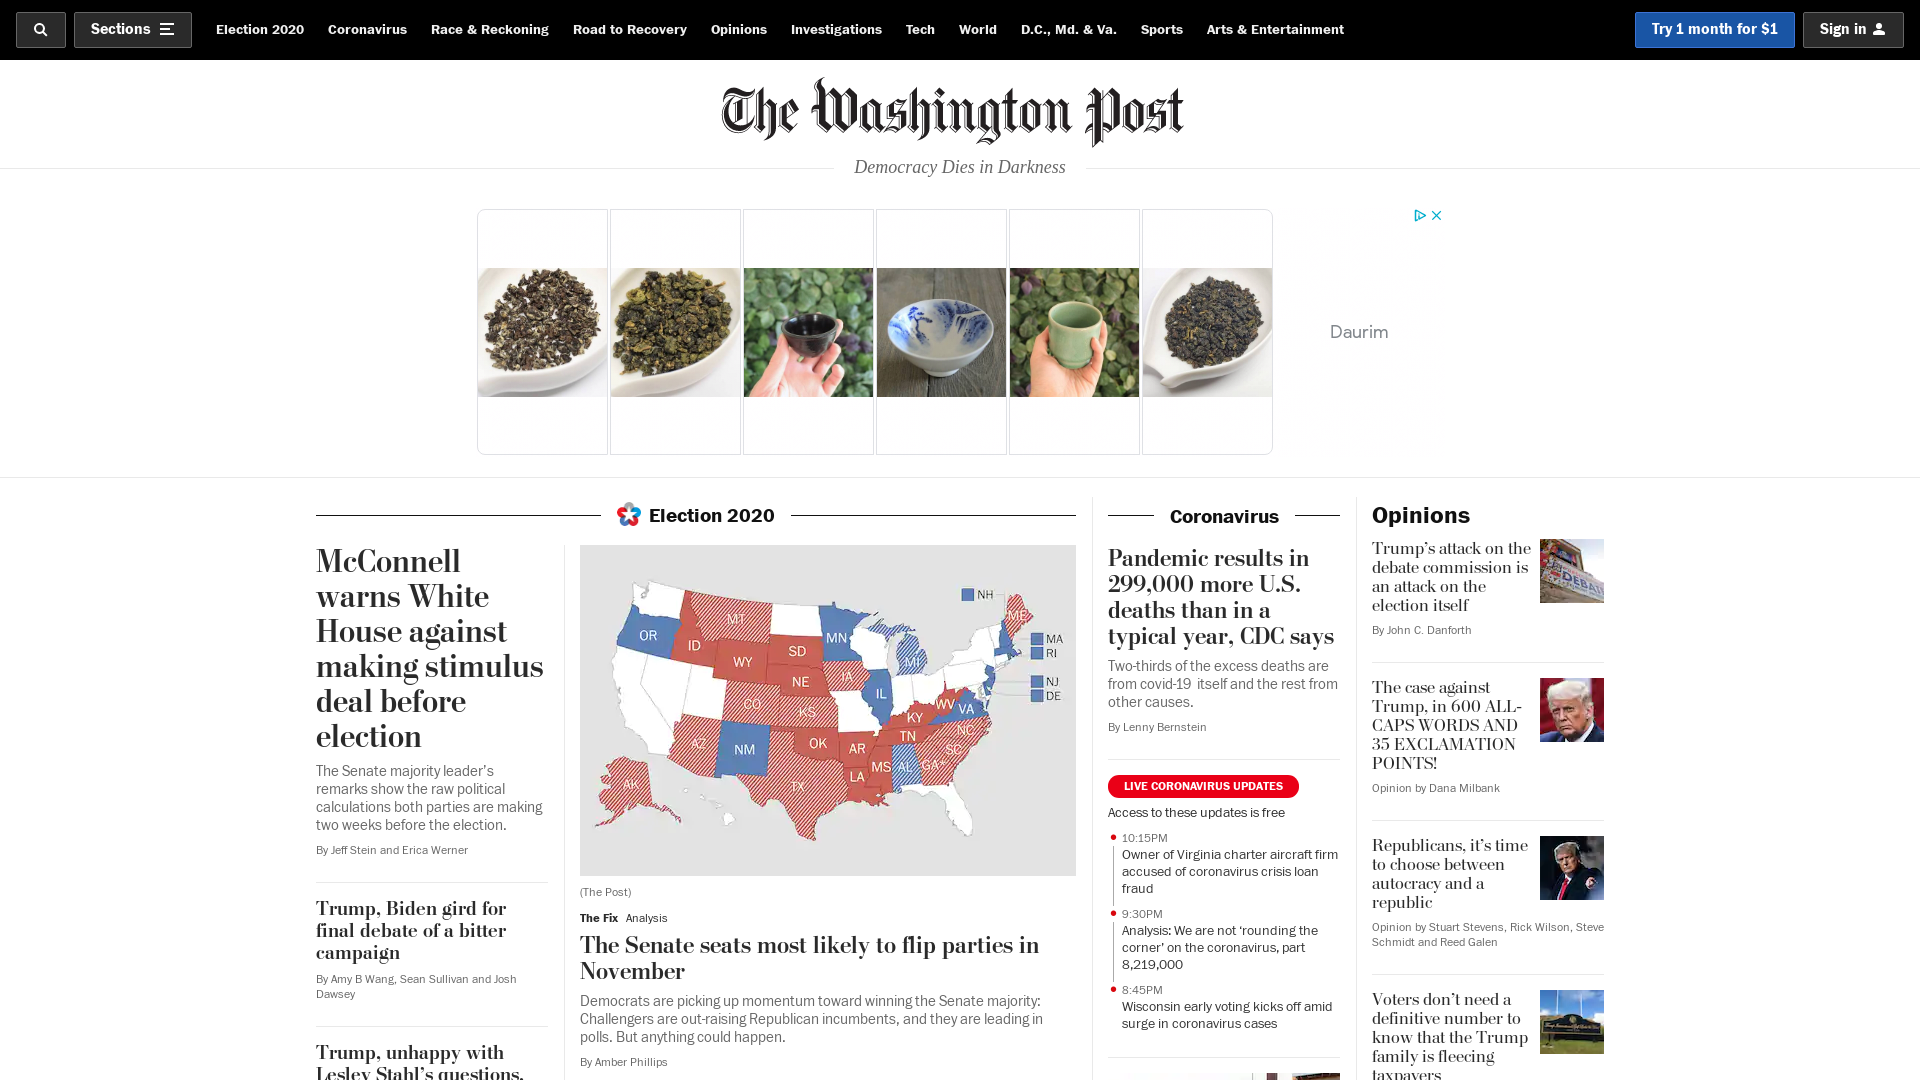 Sections
Election 2020
Coronavirus
Race & Reckoning
Road to Recovery
Opinions
Investigations
Tech
World
D.C., Md. & Va.
Sports
Arts & Entertainment
Try 1 month for $1
Sign in
The Washington Post
Democracy Dies in Darkness
Daurim
Election 2020
McConnell
warns White
House against
making stimulus
deal before
election
The Senate majority leader’s
remarks show the raw political
calculations both parties are making
two weeks before the election.
By Jeff Stein and Erica Werner
Trump, Biden gird for
final debate of a bitter
campaign
By Amy B Wang, Sean Sullivan and Josh
Dawsey
Trump, unhappy with
Lesley Stahl’s questions,
OR
ID
MT
WY
SD
NE
CO
KS
AZ
NM
OK
TX
AK
MN
IA
MI
IL
KY
WV
VA
TN
NC
SC
AR
LA
MS
AL
GA*
ME
NH
MA
RI
NJ
DE
(The Post)
The Fix Analysis
The Senate seats most likely to flip parties in
November
Democrats are picking up momentum toward winning the Senate majority:
Challengers are out-raising Republican incumbents, and they are leading in
polls. But anything could happen.
By Amber Phillips
Coronavirus
Pandemic results in
299,000 more U.S.
deaths than in a
typical year, CDC says
Two-thirds of the excess deaths are
from covid-19 itself and the rest from
other causes.
By Lenny Bernstein
LIVE CORONAVIRUS UPDATES
Access to these updates is free
10:15PM
Owner of Virginia charter aircraft firm
accused of coronavirus crisis loan
fraud
9:30PM
Analysis: We are not ‘rounding the
corner’ on the coronavirus, part
8,219,000
8:45PM
Wisconsin early voting kicks off amid
surge in coronavirus cases
Opinions
Trump’s attack on the
debate commission is
an attack on the
election itself
By John C. Danforth
DEBATE
The case against
Trump, in 600 ALL-
CAPS WORDS AND
35 EXCLAMATION
POINTS!
Opinion by Dana Milbank
Republicans, it’s time
to choose between
autocracy and a
republic
Opinion by Stuart Stevens, Rick Wilson, Steve
Schmidt and Reed Galen
Voters don’t need a
definitive number to
know that the Trump
family is fleecing
taxpayers